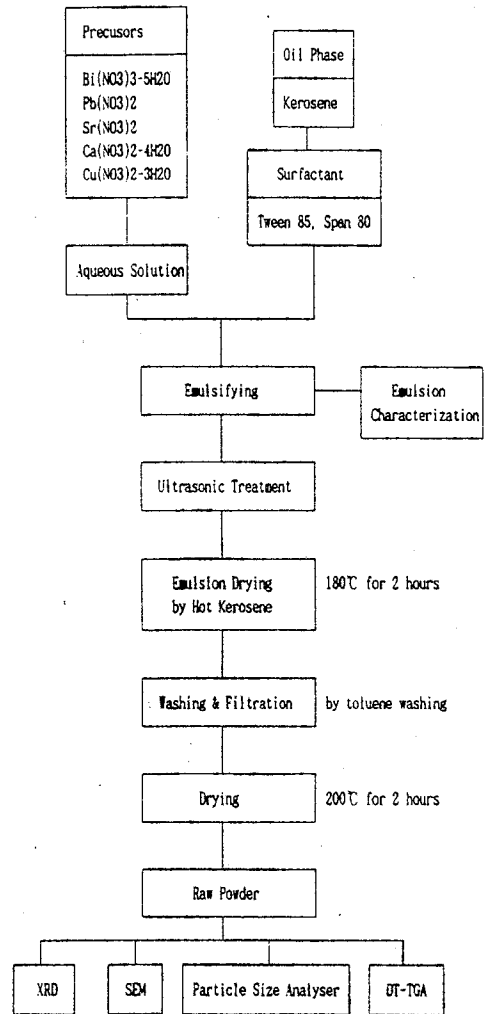 Precusors
Bi(NO3)3-5H2O
Pb(NO3)2
Sr(NO3)2
Ca(NO3)2-4H2O
Cu(NO3)2-3H2O
Oil Phase
Kerosene
Surfactant
Tween 85, Span 80
Aqueous Solution
Emulsifying
Emulsion
Characterization
Ultrasonic Treatment
Emulsion Drying
by Hot Kerosene
180℃ for 2 hours
Washing & Filtration
by toluene washing
Drying
200℃ for 2 hours
Raw Powder
XRD
SEM
Particle Size Analyser
DT-TGA